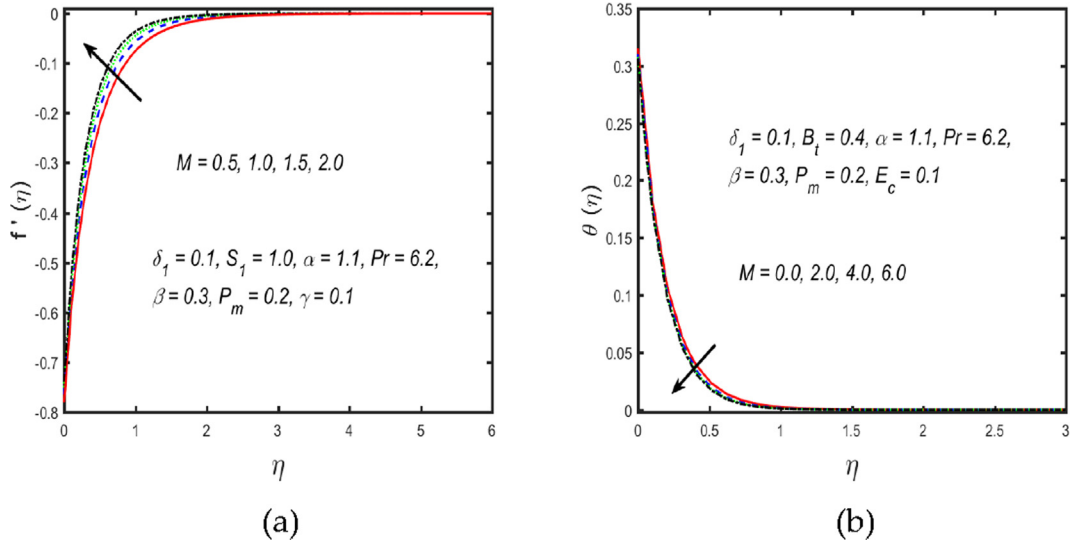 0
-0.1
-0.2
-0.3
-0.4
-0.5
-0.6
-0.7
-0.8
f ' (η)
M = 0.5, 1.0, 1.5, 2.0
δ₁ = 0.1, S₁ = 1.0, α = 1.1, Pr = 6.2,
β = 0.3, Pₘ = 0.2, γ = 0.1
0 1 2 3 4 5 6
η
(a)
0.35
0.3
0.25
0.2
0.15
0.1
0.05
0
θ (η)
δ₁ = 0.1, Bₜ = 0.4, α = 1.1, Pr = 6.2,
β = 0.3, Pₘ = 0.2, E_c = 0.1
M = 0.0, 2.0, 4.0, 6.0
0 0.5 1 1.5 2 2.5 3
η
(b)